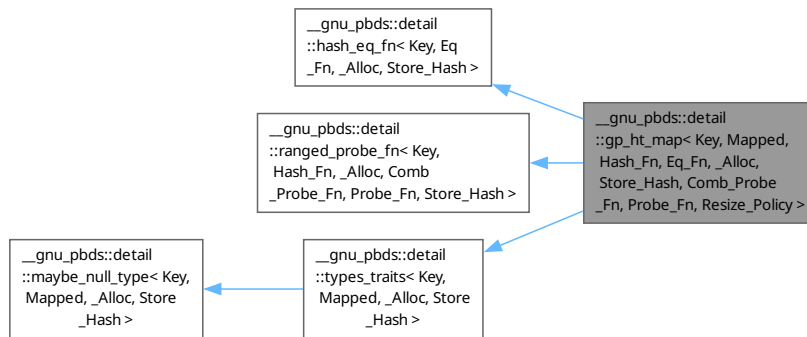 __gnu_pbds::detail
::hash_eq_fn< Key, Eq
_Fn, _Alloc, Store_Hash >
__gnu_pbds::detail
::ranged_probe_fn< Key,
Hash_Fn, _Alloc, Comb
_Probe_Fn, Probe_Fn, Store_Hash >
__gnu_pbds::detail
::gp_ht_map< Key, Mapped,
Hash_Fn, Eq_Fn, _Alloc,
Store_Hash, Comb_Probe
_Fn, Probe_Fn, Resize_Policy >
__gnu_pbds::detail
::maybe_null_type< Key,
Mapped, _Alloc, Store
_Hash >
__gnu_pbds::detail
::types_traits< Key,
Mapped, _Alloc, Store
_Hash >